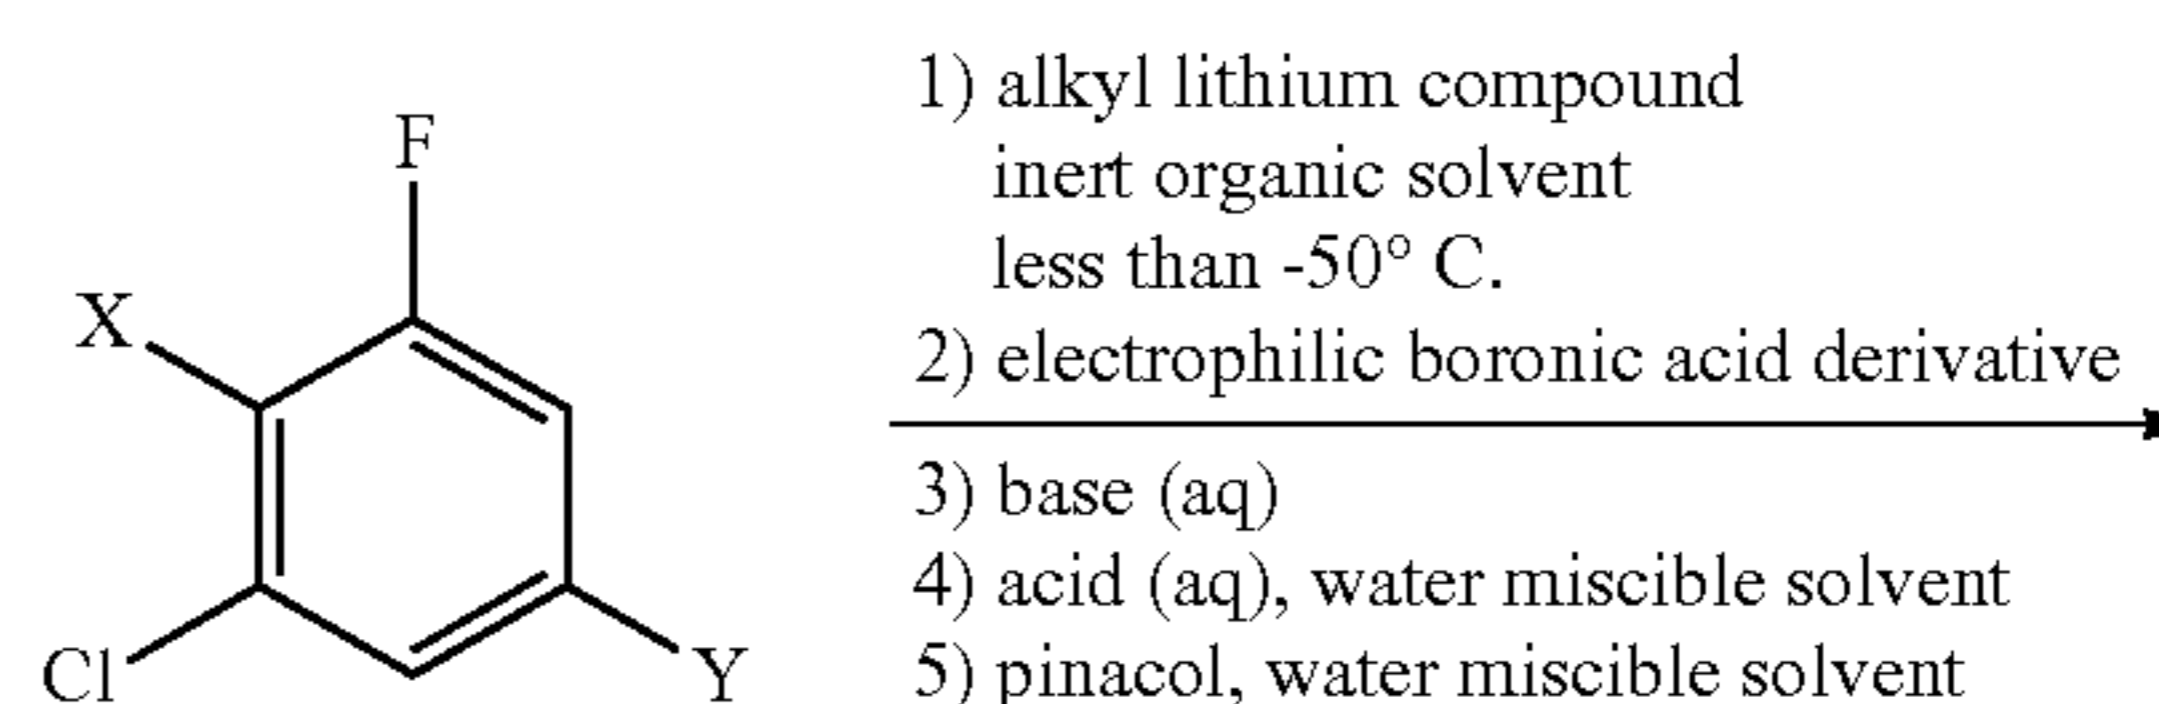 F
X
Cl
Y
1) alkyl lithium compound
inert organic solvent
less than -50° C.
2) electrophilic boronic acid derivative
3) base (aq)
4) acid (aq), water miscible solvent
5) pinacol, water miscible solvent